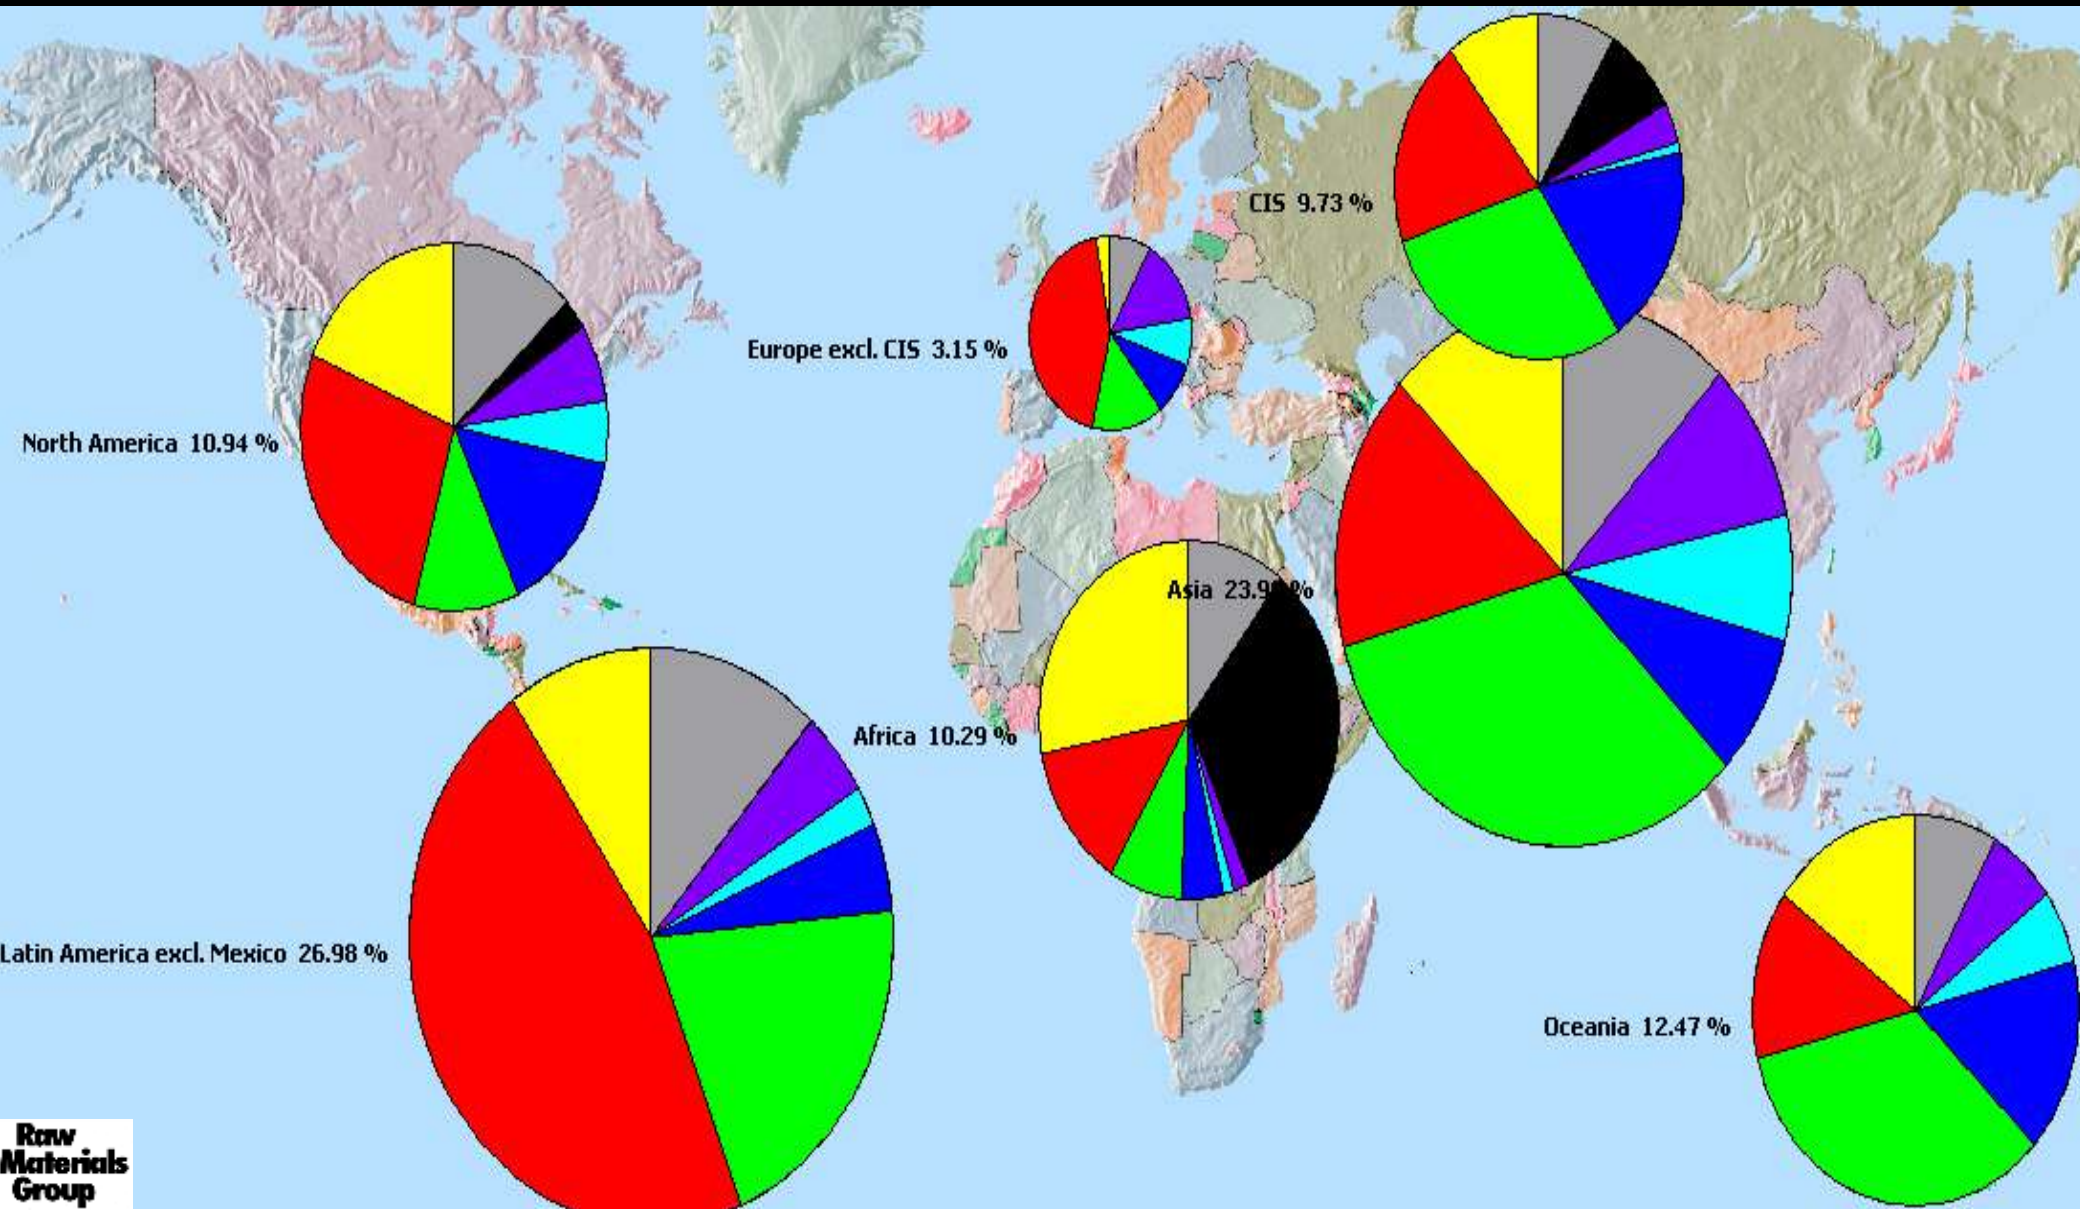 CIS 9.73 %
Europe excl. CIS 3.15 %
North America 10.94 %
Asia %
Africa 10.29 %
Latin America excl. Mexico 26.98 %
Oceania 12.47 %
Raw
Materials
Group